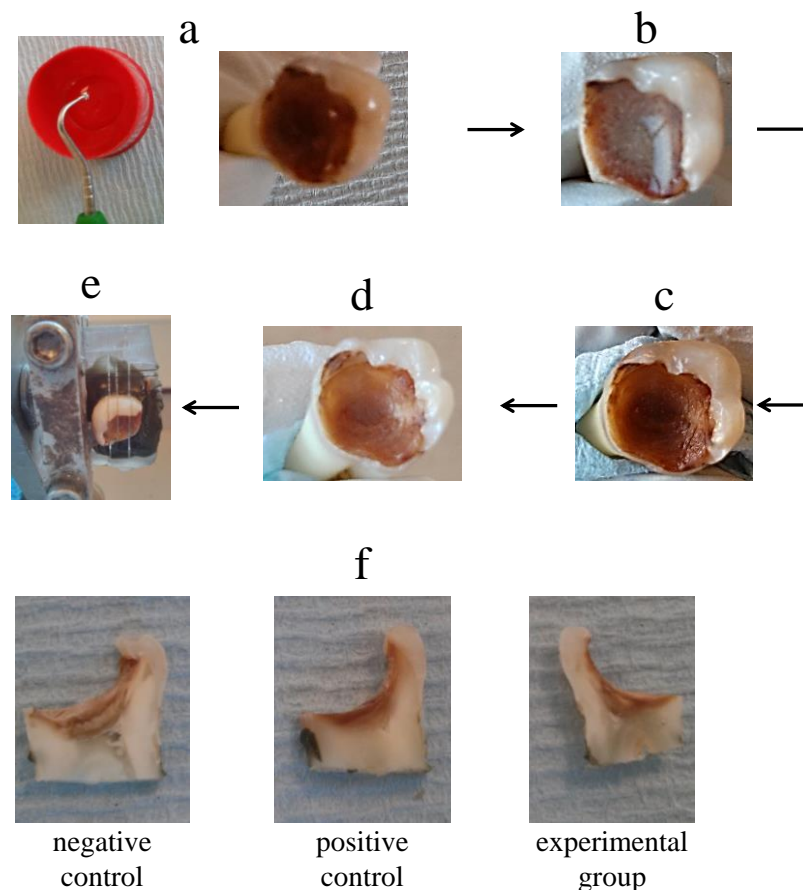 a
b
e
d
c
f
negative
control
positive
control
experimental
group